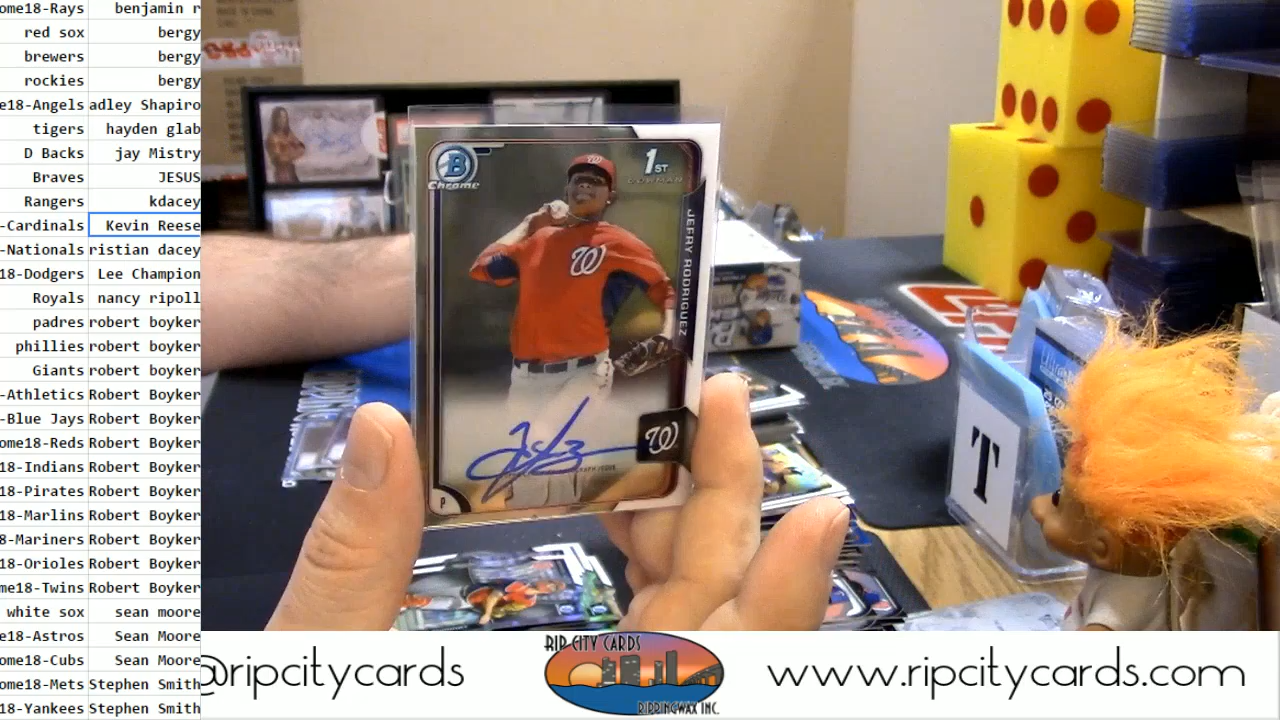 ome18-Rays benjamin r
red sox bergy
brewers bergy
rockies bergy
e18-Angels adley Shapiro
tigers hayden glab
D Backs jay Mistry
Braves JESUS
Rangers kdacey
-Cardinals Kevin Reese
-Nationals ristian dacey
18-Dodgers Lee Champion
Royals nancy ripoll
padres robert boyker
phillies robert boyker
Giants robert boyker
-Athletics Robert Boyker
-Blue Jays Robert Boyker
ome18-Reds Robert Boyker
18-Indians Robert Boyker
18-Pirates Robert Boyker
18-Marlins Robert Boyker
-Mariners Robert Boyker
18-Orioles Robert Boyker
me18-Twins Robert Boyker
white sox sean moore
e18-Astros Sean Moore
ome18-Cubs Sean Moore
ome18-Mets Stephen Smith
18-Yankees Stephen Smith
B
Chrome
1ST
BOWMAN
JEFRY RODRIGUEZ
W
W
P
T
@ripcitycards
RIP CITY CARDS
RIPPINGWAX INC.
www.ripcitycards.com